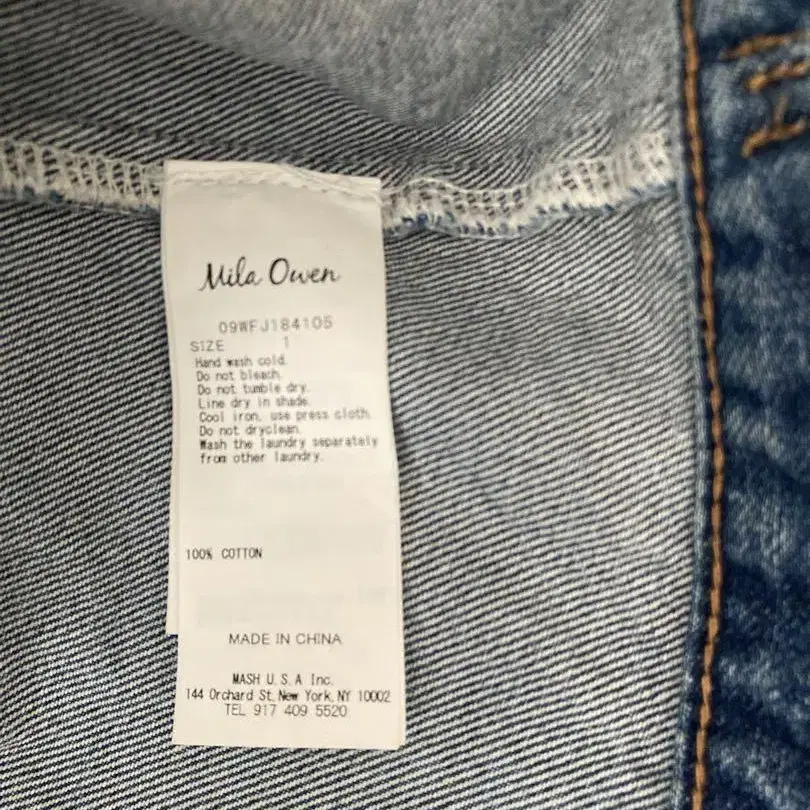 Mila Owen
09WFJ184105
SIZE 1
Hand wash cold.
Do not bleach.
Do not tumble dry.
Line dry in shade.
Cool iron, use press cloth.
Do not dryclean.
Wash the laundry separately
from other laundry.
100% COTTON
MADE IN CHINA
MASH U.S.A Inc.
144 Orchard St, New York, NY 10002
TEL 917 409 5520